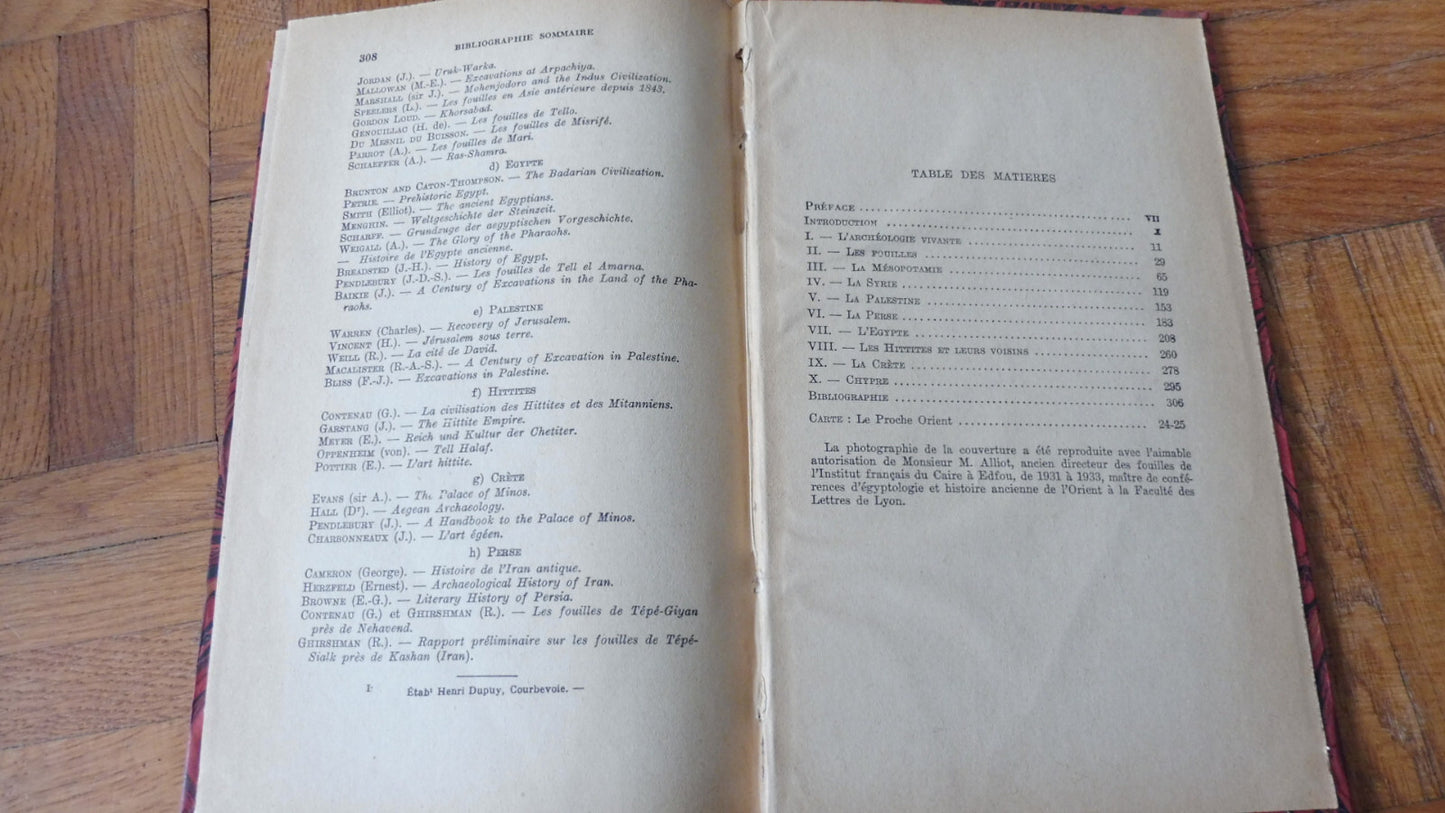 308
BIBLIOGRAPHIE SOMMAIRE
JORDAN (J.). — Uruk-Warka.
MALLOWAN (M.-E.). — Excavations at Arpachiya.
MARSHALL (sir J.). — Mohenjodoro and the Indus Civilization.
SPEELERS (L.). — Les fouilles en Asie antérieure depuis 1843.
GORDON LOUD. — Khorsabad.
GENOUILLAC (H. de). — Les fouilles de Tello.
DU MESNIL DU BUISSON. — Les fouilles de Misrifé.
PARROT (A.). — Les fouilles de Mari.
SCHAEFFER (A.). — Ras-Shamra.
d) EGYPTE
BRUNTON AND CATON-THOMPSON. — The Badarian Civilization.
PETRIE. — Prehistoric Egypt.
SMITH (Elliot). — The ancient Egyptians.
MENGHIN. — Weltgeschichte der Steinzeit.
SCHARFF. — Grundzuge der aegyptischen Vorgeschichte.
WEIGALL (A.). — The Glory of the Pharaohs.
— Histoire de l'Egypte ancienne.
BREADSTED (J.-H.). — History of Egypt.
PENDLEBURY (J.-D.-S.). — Les fouilles de Tell el Amarna.
BAIKIE (J.). — A Century of Excavations in the Land of the Pha-
raohs.
e) PALESTINE
WARREN (Charles). — Recovery of Jerusalem.
VINCENT (H.). — Jérusalem sous terre.
WEILL (R.). — La cité de David.
MACALISTER (R.-A.-S.). — A Century of Excavation in Palestine.
BLISS (F.-J.). — Excavations in Palestine.
f) HITTITES
CONTENAU (G.). — La civilisation des Hittites et des Mitanniens.
GARSTANG (J.). — The Hittite Empire.
MEYER (E.). — Reich und Kultur der Chetiter.
OPPENHEIM (von). — Tell Halaf.
POTTIER (E.). — L'art hittite.
g) CRÈTE
EVANS (sir A.). — The Palace of Minos.
HALL (Dr). — Aegean Archaeology.
PENDLEBURY (J.). — A Handbook to the Palace of Minos.
CHARBONNEAUX (J.). — L'art égéen.
h) PERSE
CAMERON (George). — Histoire de l'Iran antique.
HERZFELD (Ernest). — Archaeological History of Iran.
BROWNE (E.-G.). — Literary History of Persia.
CONTENAU (G.) et GHIRSHMAN (R.). — Les fouilles de Tépé-Giyan
près de Nehavend.
GHIRSHMAN (R.). — Rapport préliminaire sur les fouilles de Tépé-
Sialk près de Kashan (Iran).
Étabt Henri Dupuy, Courbevoie. —
TABLE DES MATIERES
PRÉFACE ........ VII
INTRODUCTION ........ I
I. — L'ARCHÉOLOGIE VIVANTE ........ 11
II. — LES FOUILLES ........ 29
III. — LA MÉSOPOTAMIE ........ 65
IV. — LA SYRIE ........ 119
V. — LA PALESTINE ........ 153
VI. — LA PERSE ........ 183
VII. — L'EGYPTE ........ 208
VIII. — LES HITTITES ET LEURS VOISINS ........ 260
IX. — LA CRÈTE ........ 278
X. — CHYPRE ........ 295
BIBLIOGRAPHIE ........ 306
CARTE : Le Proche Orient ........ 24-25
La photographie de la couverture a été reproduite avec l'aimable
autorisation de Monsieur M. Alliot, ancien directeur des fouilles de
l'Institut français du Caire à Edfou, de 1931 à 1933, maître de confé-
rences d'égyptologie et histoire ancienne de l'Orient à la Faculté des
Lettres de Lyon.